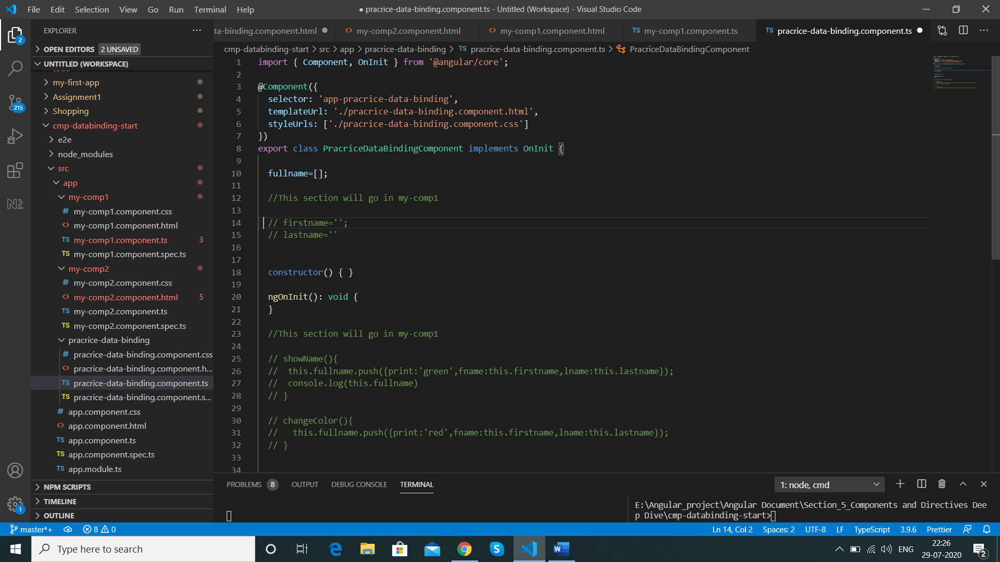 File Edit Selection View Go Run Terminal Help
● pracrice-data-binding.component.ts - Untitled (Workspace) - Visual Studio Code
EXPLORER
OPEN EDITORS 2 UNSAVED
UNTITLED (WORKSPACE)
my-first-app
Assignment1
Shopping
cmp-databinding-start
e2e
node_modules
src
app
my-comp1
# my-comp1.component.css
<> my-comp1.component.html
TS my-comp1.component.ts 3
TS my-comp1.component.spec.ts
my-comp2
# my-comp2.component.css
<> my-comp2.component.html 5
TS my-comp2.component.ts
TS my-comp2.component.spec.ts
pracrice-data-binding
# pracrice-data-binding.component.css
<> pracrice-data-binding.component.h...
TS pracrice-data-binding.component.ts
TS pracrice-data-binding.component.s...
# app.component.css
<> app.component.html
TS app.component.ts
TS app.component.spec.ts
TS app.module.ts
NPM SCRIPTS
TIMELINE
OUTLINE
2
215
1
ta-binding.component.html ● <> my-comp2.component.html <> my-comp1.component.html TS my-comp1.component.ts TS pracrice-data-binding.component.ts ●
cmp-databinding-start > src > app > pracrice-data-binding > TS pracrice-data-binding.component.ts > PracriceDataBindingComponent
1 import { Component, OnInit } from '@angular/core';
2
3 @Component({
4 selector: 'app-pracrice-data-binding',
5 templateUrl: './pracrice-data-binding.component.html',
6 styleUrls: ['./pracrice-data-binding.component.css']
7 })
8 export class PracriceDataBindingComponent implements OnInit {
9
10 fullname=[];
11
12 //This section will go in my-comp1
13
14 // firstname='';
15 // lastname=''
16
17
18 constructor() { }
19
20 ngOnInit(): void {
21 }
22
23 //This section will go in my-comp1
24
25 // showName(){
26 //  this.fullname.push({print:'green',fname:this.firstname,lname:this.lastname});
27 //  console.log(this.fullname)
28 // }
29
30 // changeColor(){
31 //   this.fullname.push({print:'red',fname:this.firstname,lname:this.lastname});
32 // }
33
34
PROBLEMS 8 OUTPUT DEBUG CONSOLE TERMINAL
1: node, cmd
E:\Angular_project\Angular Document\Section_5_Components and Directives Dee
p Dive\cmp-databinding-start>
master*+ 8 0
Ln 14, Col 2 Spaces: 2 UTF-8 LF TypeScript 3.9.6 Prettier
Type here to search
ENG
22:26
29-07-2020
2